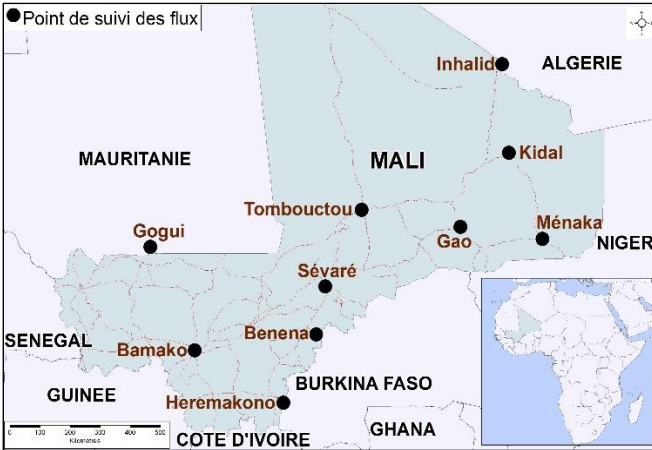 Point de suivi des flux
Inhalid
ALGERIE
MAURITANIE
MALI
Kidal
Tombouctou
Gogui
Gao
Ménaka
NIGER
Sévaré
SENEGAL
Bamako
Benena
GUINEE
BURKINA FASO
Heremakono
0 100 200 300 400 500
Kilomètres
COTE D'IVOIRE
GHANA